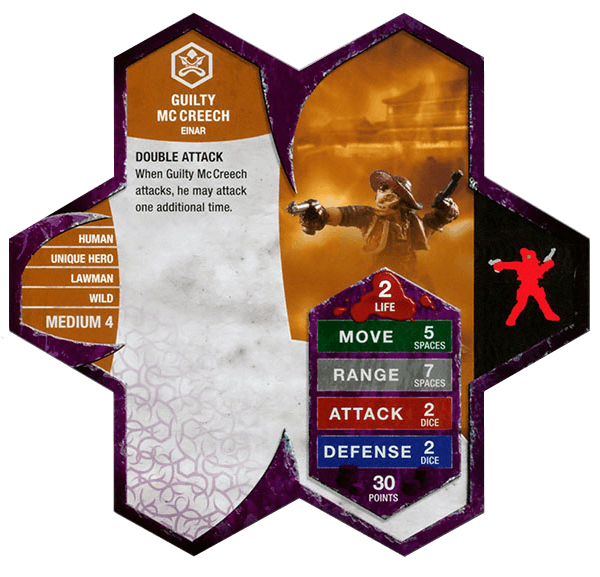 GUILTY
MC CREECH
EINAR
DOUBLE ATTACK
When Guilty McCreech
attacks, he may attack
one additional time.
HUMAN
UNIQUE HERO
LAWMAN
WILD
MEDIUM 4
2
LIFE
MOVE 5
SPACES
RANGE 7
SPACES
ATTACK 2
DICE
DEFENSE 2
DICE
30
POINTS